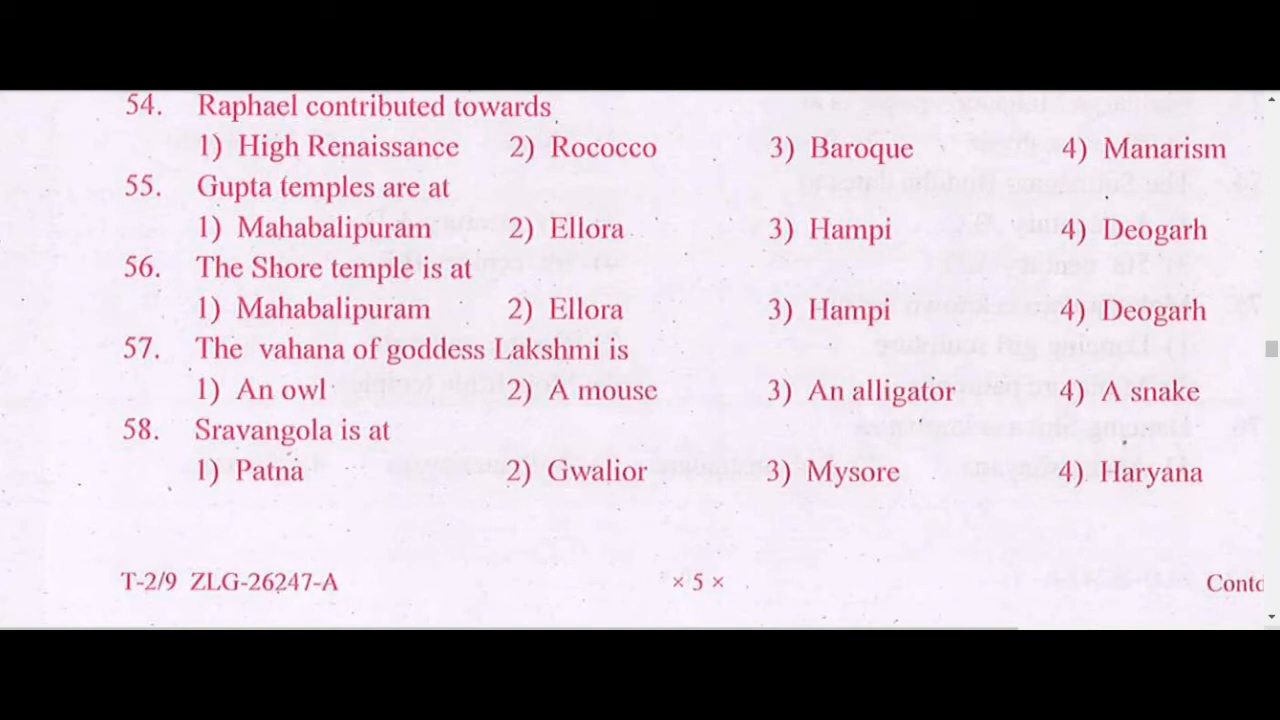 54. Raphael contributed towards
1) High Renaissance 2) Rococco 3) Baroque 4) Manarism
55. Gupta temples are at
1) Mahabalipuram 2) Ellora 3) Hampi 4) Deogarh
56. The Shore temple is at
1) Mahabalipuram 2) Ellora 3) Hampi 4) Deogarh
57. The vahana of goddess Lakshmi is
1) An owl 2) A mouse 3) An alligator 4) A snake
58. Sravangola is at
1) Patna 2) Gwalior 3) Mysore 4) Haryana
T-2/9 ZLG-26247-A × 5 × Contd